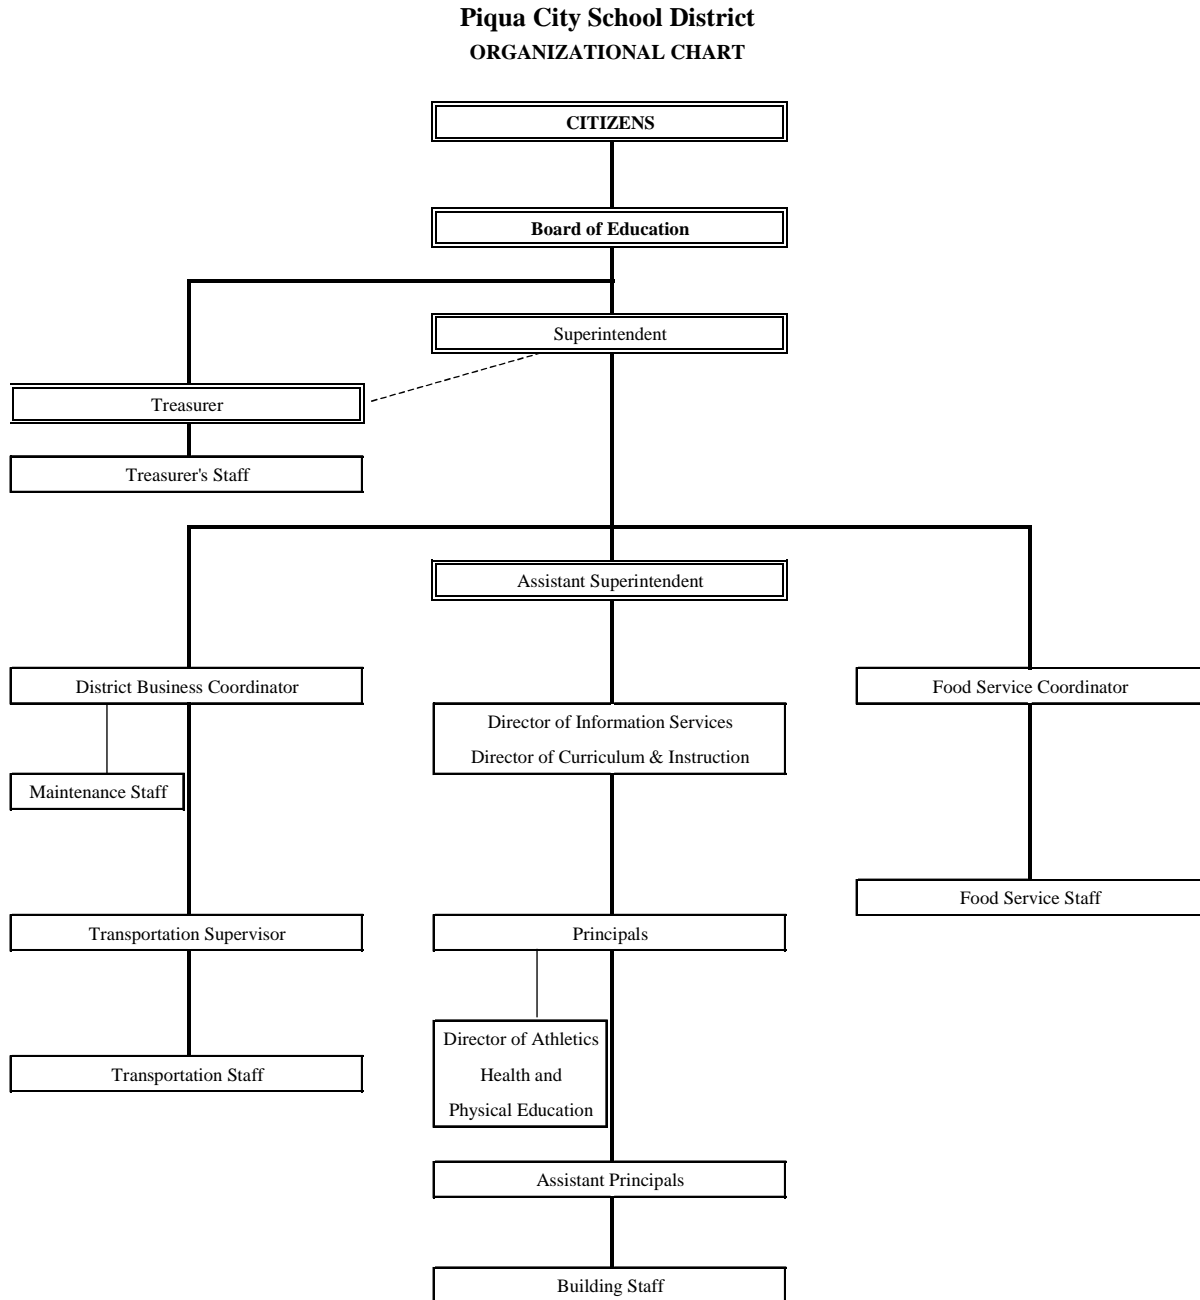 Piqua City School District
ORGANIZATIONAL CHART
CITIZENS
Board of Education
Superintendent
Treasurer
Treasurer's Staff
Assistant Superintendent
District Business Coordinator
Food Service Coordinator
Director of Information Services
Director of Curriculum & Instruction
Maintenance Staff
Food Service Staff
Transportation Supervisor
Principals
Director of Athletics
Health and
Physical Education
Transportation Staff
Assistant Principals
Building Staff